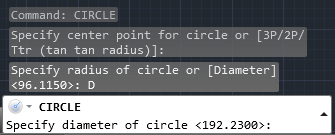 Command: CIRCLE
Specify center point for circle or [3P/2P/
Ttr (tan tan radius)]:
Specify radius of circle or [Diameter]
<96.1150>: D
CIRCLE
Specify diameter of circle <192.2300>: